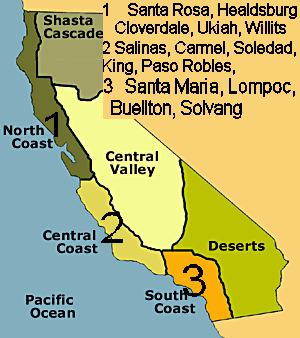 1 Santa Rosa, Healdsburg
Cloverdale, Ukiah, Willits
2 Salinas, Carmel, Soledad,
King, Paso Robles,
3 Santa Maria, Lompoc,
Buellton, Solvang
Shasta
Cascade
North
Coast
1
Central
Valley
Central
Coast
2
Deserts
South
Coast
3
Pacific
Ocean